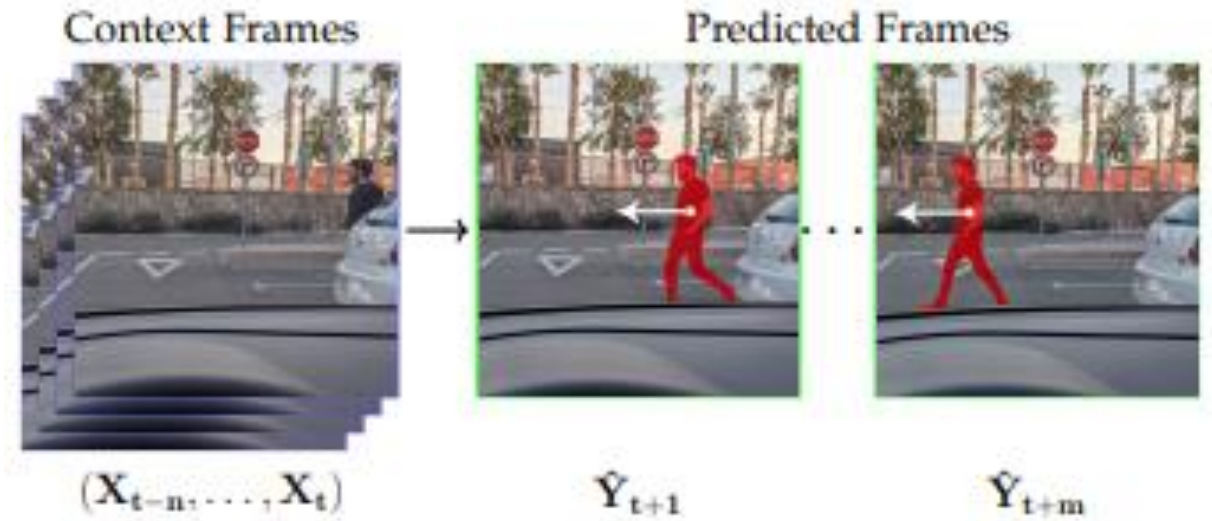 Context Frames
Predicted Frames
(X_{t-n}, . . . , X_t)
Ŷ_{t+1}
. . .
Ŷ_{t+m}